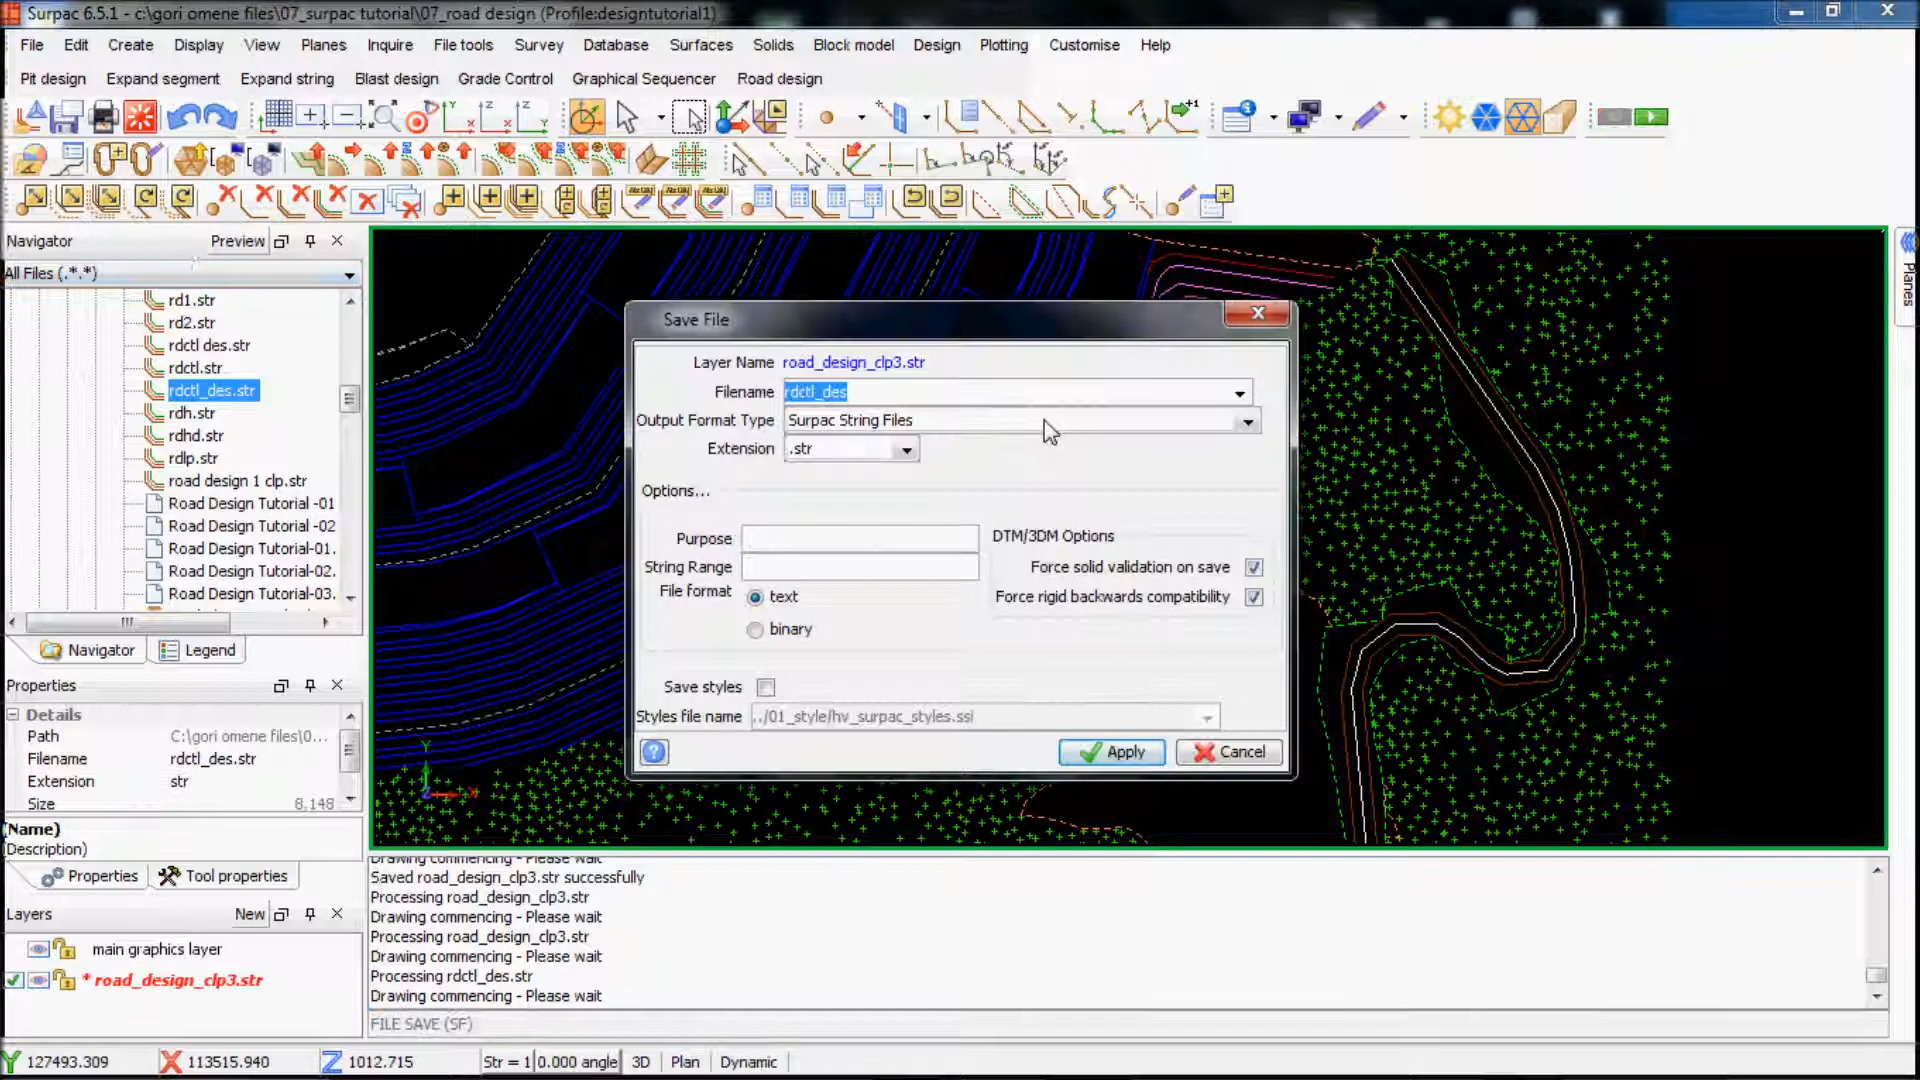 Surpac 6.5.1 - c:\gori omene files\07_surpac tutorial\07_road design (Profile:designtutorial1)
File Edit Create Display View Planes Inquire File tools Survey Database Surfaces Solids Block model Design Plotting Customise Help
Pit design Expand segment Expand string Blast design Grade Control Graphical Sequencer Road design
Navigator Preview
All Files (.*.*)
rd1.str
rd2.str
rdctl des.str
rdctl.str
rdctl_des.str
rdh.str
rdhd.str
rdlp.str
road design 1 clp.str
Road Design Tutorial -01
Road Design Tutorial -02
Road Design Tutorial-01.
Road Design Tutorial-02.
Road Design Tutorial-03.
Navigator Legend
Properties
Details
Path C:\gori omene files\0...
Filename rdctl_des.str
Extension str
Size 8,148
(Name)
(Description)
Properties Tool properties
Layers New
main graphics layer
* road_design_clp3.str
Planes
Save File
Layer Name road_design_clp3.str
Filename rdctl_des
Output Format Type Surpac String Files
Extension .str
Options...
Purpose
String Range
File format text
binary
DTM/3DM Options
Force solid validation on save
Force rigid backwards compatibility
Save styles
Styles file name ../01_style/hv_surpac_styles.ssi
Apply Cancel
Drawing commencing - Please wait
Saved road_design_clp3.str successfully
Processing road_design_clp3.str
Drawing commencing - Please wait
Processing road_design_clp3.str
Drawing commencing - Please wait
Processing rdctl_des.str
Drawing commencing - Please wait
FILE SAVE (SF)
Y 127493.309 X 113515.940 Z 1012.715 Str = 1 0.000 angle 3D Plan Dynamic